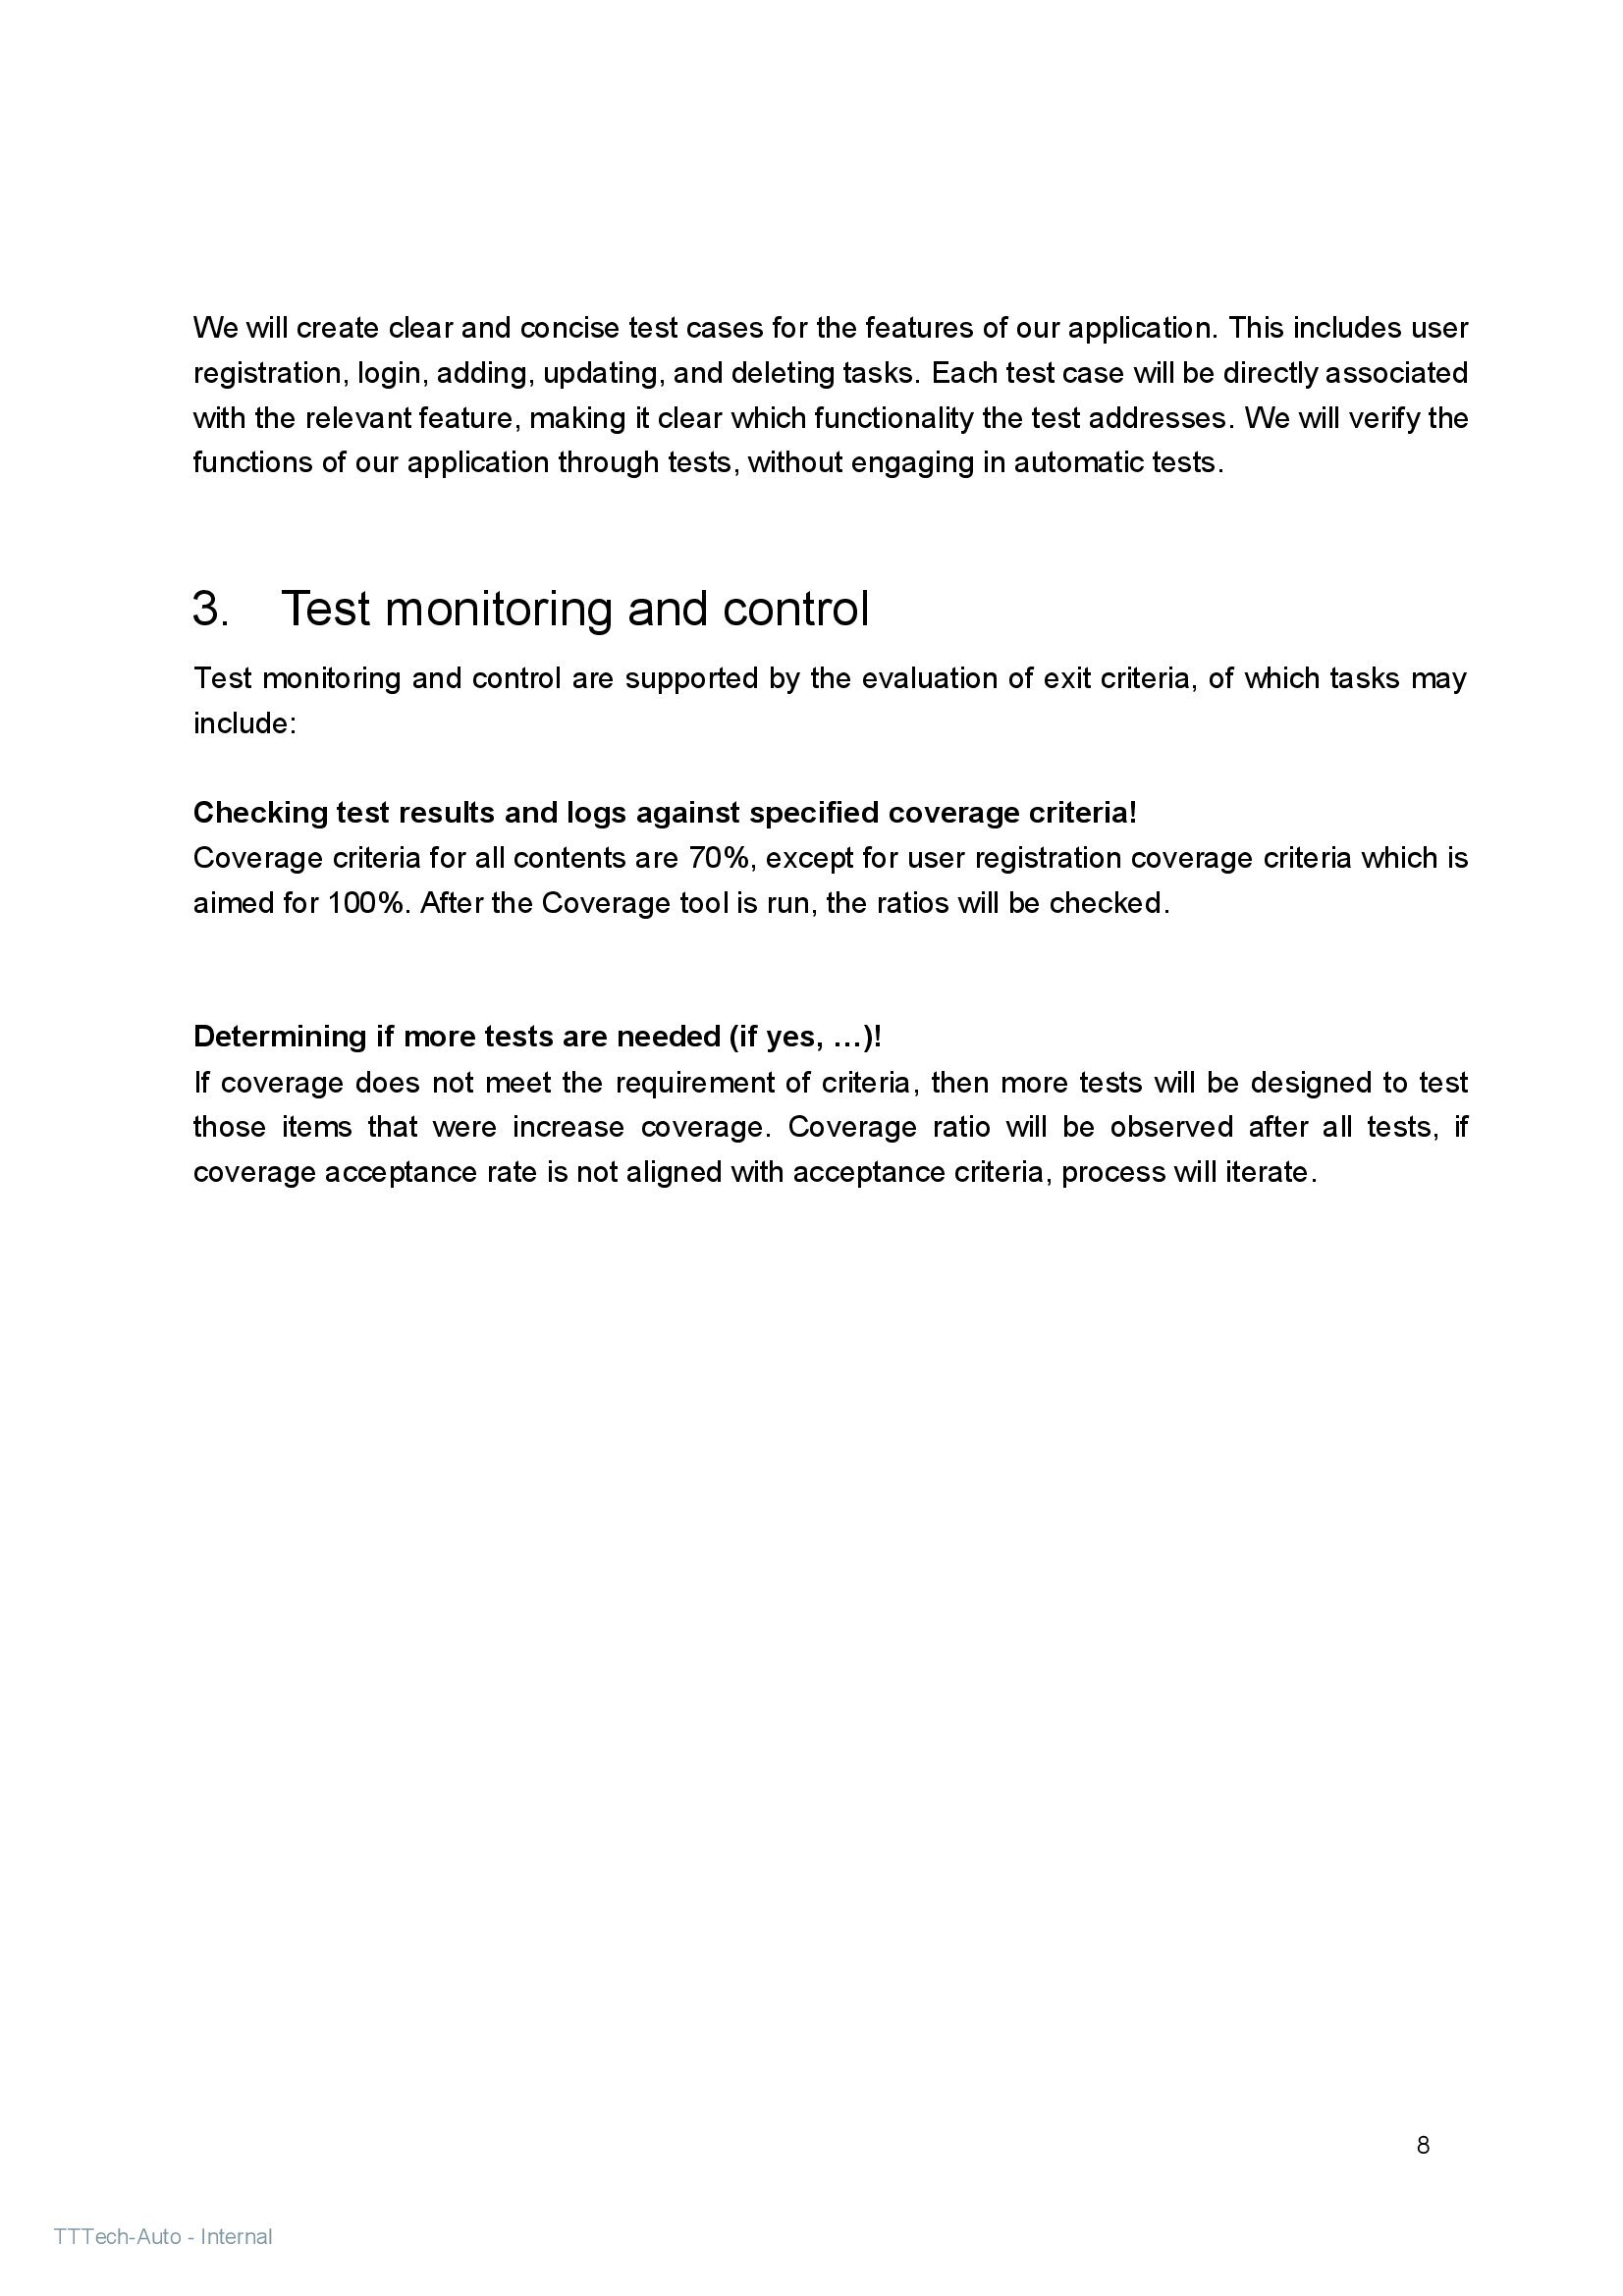 We will create clear and concise test cases for the features of our application. This includes user
registration, login, adding, updating, and deleting tasks. Each test case will be directly associated
with the relevant feature, making it clear which functionality the test addresses. We will verify the
functions of our application through tests, without engaging in automatic tests.
3. Test monitoring and control
Test monitoring and control are supported by the evaluation of exit criteria, of which tasks may
include:
Checking test results and logs against specified coverage criteria!
Coverage criteria for all contents are 70%, except for user registration coverage criteria which is
aimed for 100%. After the Coverage tool is run, the ratios will be checked.
Determining if more tests are needed (if yes, …)!
If coverage does not meet the requirement of criteria, then more tests will be designed to test
those items that were increase coverage. Coverage ratio will be observed after all tests, if
coverage acceptance rate is not aligned with acceptance criteria, process will iterate.
8
TTTech-Auto - Internal